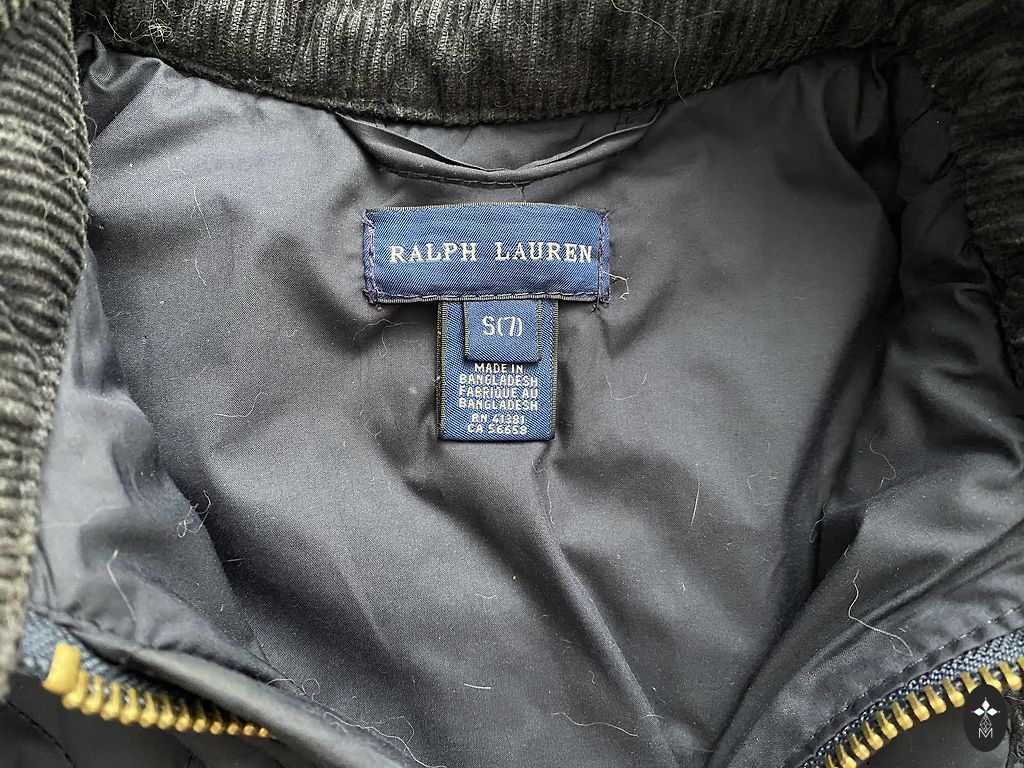 RALPH LAUREN
S(7)
MADE IN
BANGLADESH
FABRIQUE AU
BANGLADESH
RN 41381
CA 56658
M